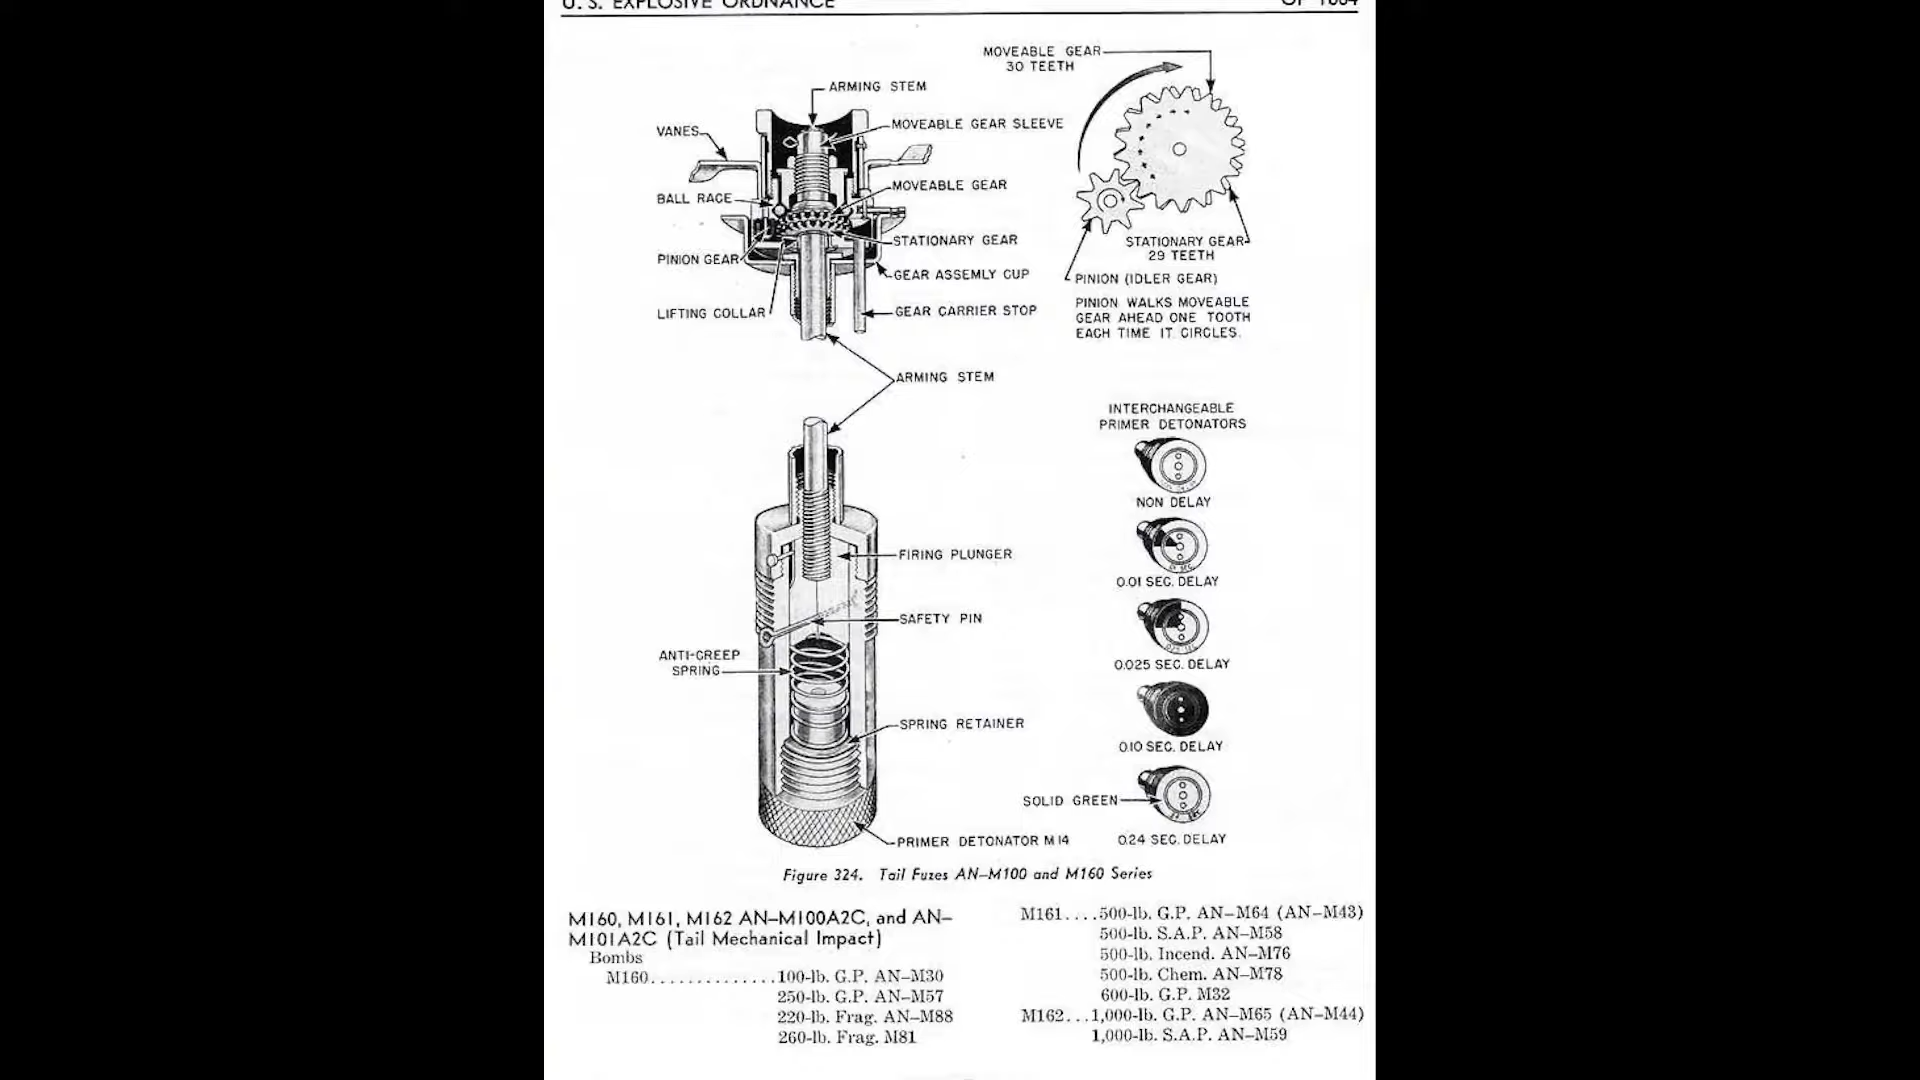 U. S. EXPLOSIVE ORDNANCE
OP 1664
MOVEABLE GEAR
30 TEETH
ARMING STEM
VANES
MOVEABLE GEAR SLEEVE
MOVEABLE GEAR
BALL RACE
STATIONARY GEAR
STATIONARY GEAR
29 TEETH
PINION GEAR
GEAR ASSEMLY CUP
PINION (IDLER GEAR)
LIFTING COLLAR
GEAR CARRIER STOP
PINION WALKS MOVEABLE
GEAR AHEAD ONE TOOTH
EACH TIME IT CIRCLES.
ARMING STEM
INTERCHANGEABLE
PRIMER DETONATORS
NON DELAY
FIRING PLUNGER
0.01 SEC. DELAY
SAFETY PIN
ANTI-CREEP
SPRING
0.025 SEC. DELAY
SPRING RETAINER
0.10 SEC. DELAY
SOLID GREEN
PRIMER DETONATOR M14
0.24 SEC. DELAY
Figure 324. Tail Fuzes AN–M100 and M160 Series
M160, M161, M162 AN–M100A2C, and AN–
M101A2C (Tail Mechanical Impact)
Bombs
M160..............100-lb. G.P. AN–M30
250-lb. G.P. AN–M57
220-lb. Frag. AN–M88
260-lb. Frag. M81
M161....500-lb. G.P. AN–M64 (AN–M43)
500-lb. S.A.P. AN–M58
500-lb. Incend. AN–M76
500-lb. Chem. AN–M78
600-lb. G.P. M32
M162...1,000-lb. G.P. AN–M65 (AN–M44)
1,000-lb. S.A.P. AN–M59